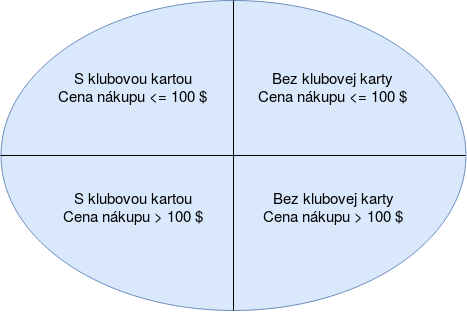 S klubovou kartou
Cena nákupu <= 100 $
Bez klubovej karty
Cena nákupu <= 100 $
S klubovou kartou
Cena nákupu > 100 $
Bez klubovej karty
Cena nákupu > 100 $